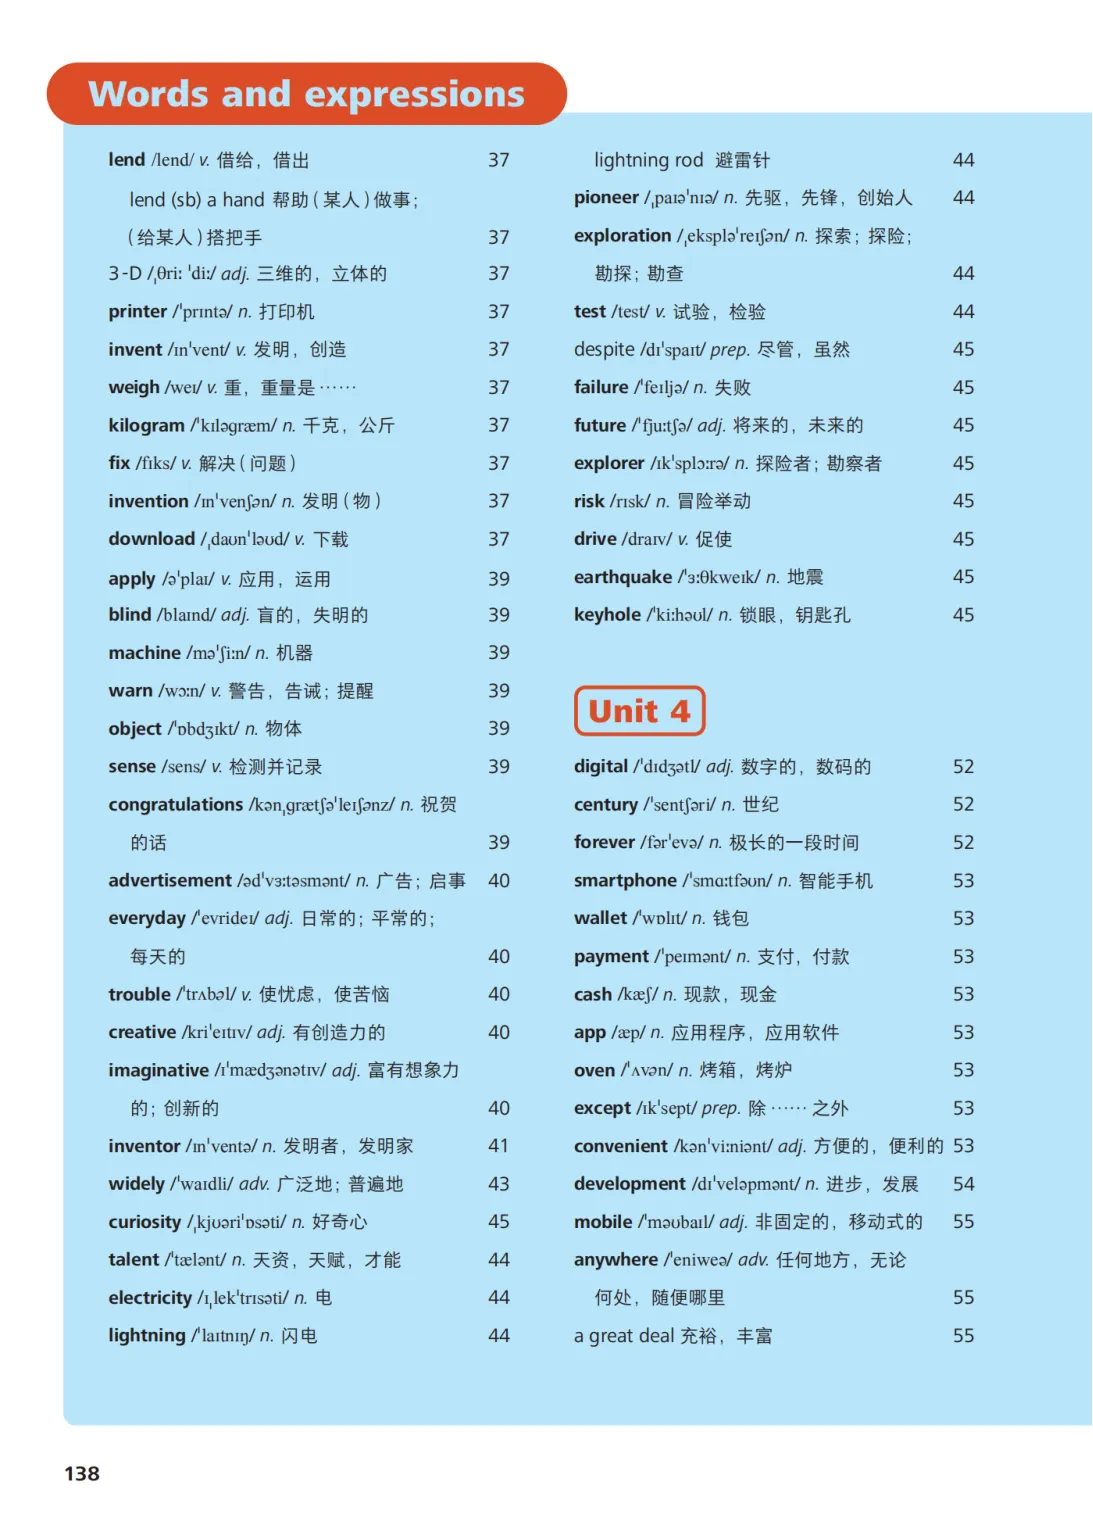 Words and expressions
lend /lend/ v. 借给，借出 37
lend (sb) a hand 帮助（某人）做事；
（给某人）搭把手 37
3-D /ˌθriː ˈdiː/ adj. 三维的，立体的 37
printer /ˈprɪntə/ n. 打印机 37
invent /ɪnˈvent/ v. 发明，创造 37
weigh /weɪ/ v. 重，重量是…… 37
kilogram /ˈkɪləɡræm/ n. 千克，公斤 37
fix /fɪks/ v. 解决（问题） 37
invention /ɪnˈvenʃən/ n. 发明（物） 37
download /ˌdaʊnˈləʊd/ v. 下载 37
apply /əˈplaɪ/ v. 应用，运用 39
blind /blaɪnd/ adj. 盲的，失明的 39
machine /məˈʃiːn/ n. 机器 39
warn /wɔːn/ v. 警告，告诫；提醒 39
object /ˈɒbdʒɪkt/ n. 物体 39
sense /sens/ v. 检测并记录 39
congratulations /kənˌɡrætʃəˈleɪʃənz/ n. 祝贺
的话 39
advertisement /ədˈvɜːtəsmənt/ n. 广告；启事 40
everyday /ˈevrideɪ/ adj. 日常的；平常的；
每天的 40
trouble /ˈtrʌbəl/ v. 使忧虑，使苦恼 40
creative /kriˈeɪtɪv/ adj. 有创造力的 40
imaginative /ɪˈmædʒənətɪv/ adj. 富有想象力
的；创新的 40
inventor /ɪnˈventə/ n. 发明者，发明家 41
widely /ˈwaɪdli/ adv. 广泛地；普遍地 43
curiosity /ˌkjʊəriˈɒsəti/ n. 好奇心 45
talent /ˈtælənt/ n. 天资，天赋，才能 44
electricity /ɪˌlekˈtrɪsəti/ n. 电 44
lightning /ˈlaɪtnɪŋ/ n. 闪电 44
lightning rod 避雷针 44
pioneer /ˌpaɪəˈnɪə/ n. 先驱，先锋，创始人 44
exploration /ˌekspləˈreɪʃən/ n. 探索；探险；
勘探；勘查 44
test /test/ v. 试验，检验 44
despite /dɪˈspaɪt/ prep. 尽管，虽然 45
failure /ˈfeɪljə/ n. 失败 45
future /ˈfjuːtʃə/ adj. 将来的，未来的 45
explorer /ɪkˈsplɔːrə/ n. 探险者；勘察者 45
risk /rɪsk/ n. 冒险举动 45
drive /draɪv/ v. 促使 45
earthquake /ˈɜːθkweɪk/ n. 地震 45
keyhole /ˈkiːhəʊl/ n. 锁眼，钥匙孔 45
Unit 4
digital /ˈdɪdʒətl/ adj. 数字的，数码的 52
century /ˈsentʃəri/ n. 世纪 52
forever /fərˈevə/ n. 极长的一段时间 52
smartphone /ˈsmɑːtfəʊn/ n. 智能手机 53
wallet /ˈwɒlɪt/ n. 钱包 53
payment /ˈpeɪmənt/ n. 支付，付款 53
cash /kæʃ/ n. 现款，现金 53
app /æp/ n. 应用程序，应用软件 53
oven /ˈʌvən/ n. 烤箱，烤炉 53
except /ɪkˈsept/ prep. 除……之外 53
convenient /kənˈviːniənt/ adj. 方便的，便利的 53
development /dɪˈveləpmənt/ n. 进步，发展 54
mobile /ˈməʊbaɪl/ adj. 非固定的，移动式的 55
anywhere /ˈeniweə/ adv. 任何地方，无论
何处，随便哪里 55
a great deal 充裕，丰富 55
138